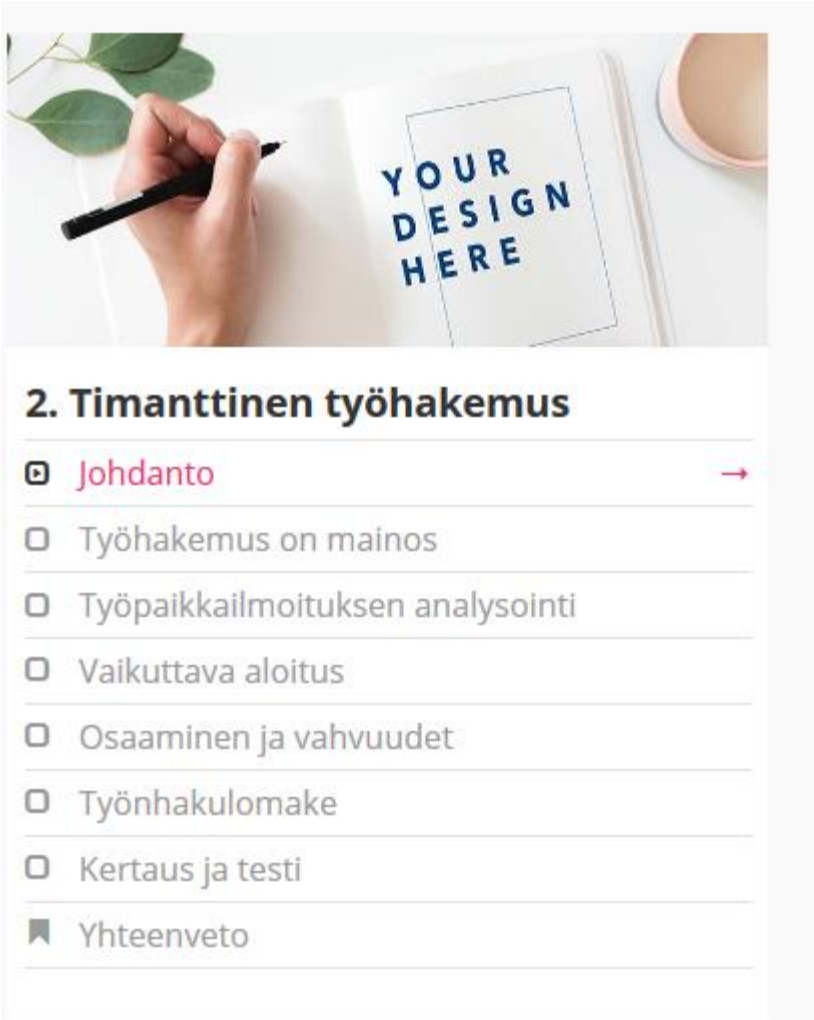 YOUR
DESIGN
HERE
2. Timanttinen työhakemus
Johdanto →
Työhakemus on mainos
Työpaikkailmoituksen analysointi
Vaikuttava aloitus
Osaaminen ja vahvuudet
Työnhakulomake
Kertaus ja testi
Yhteenveto